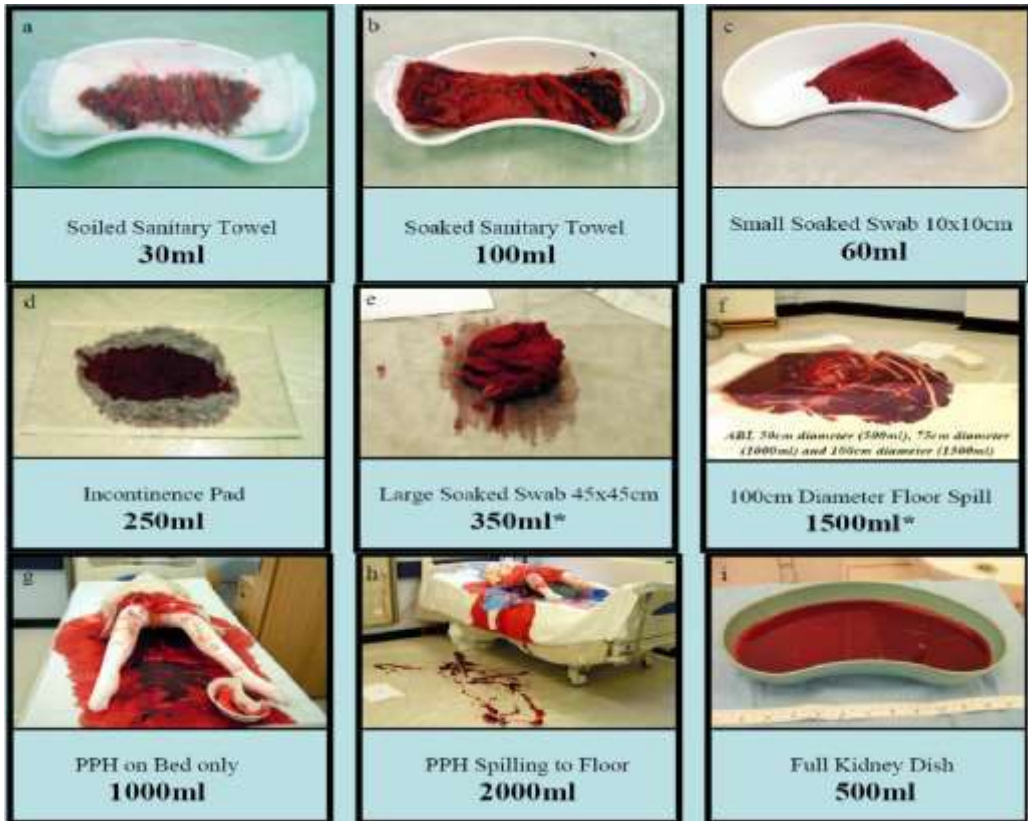 a
Soiled Sanitary Towel
30ml
b
Soaked Sanitary Towel
100ml
c
Small Soaked Swab 10x10cm
60ml
d
Incontinence Pad
250ml
e
Large Soaked Swab 45x45cm
350ml*
f
ABL 50cm diameter (500ml), 75cm diameter
(1000ml) and 100cm diameter (1500ml)
100cm Diameter Floor Spill
1500ml*
g
PPH on Bed only
1000ml
h
PPH Spilling to Floor
2000ml
i
Full Kidney Dish
500ml